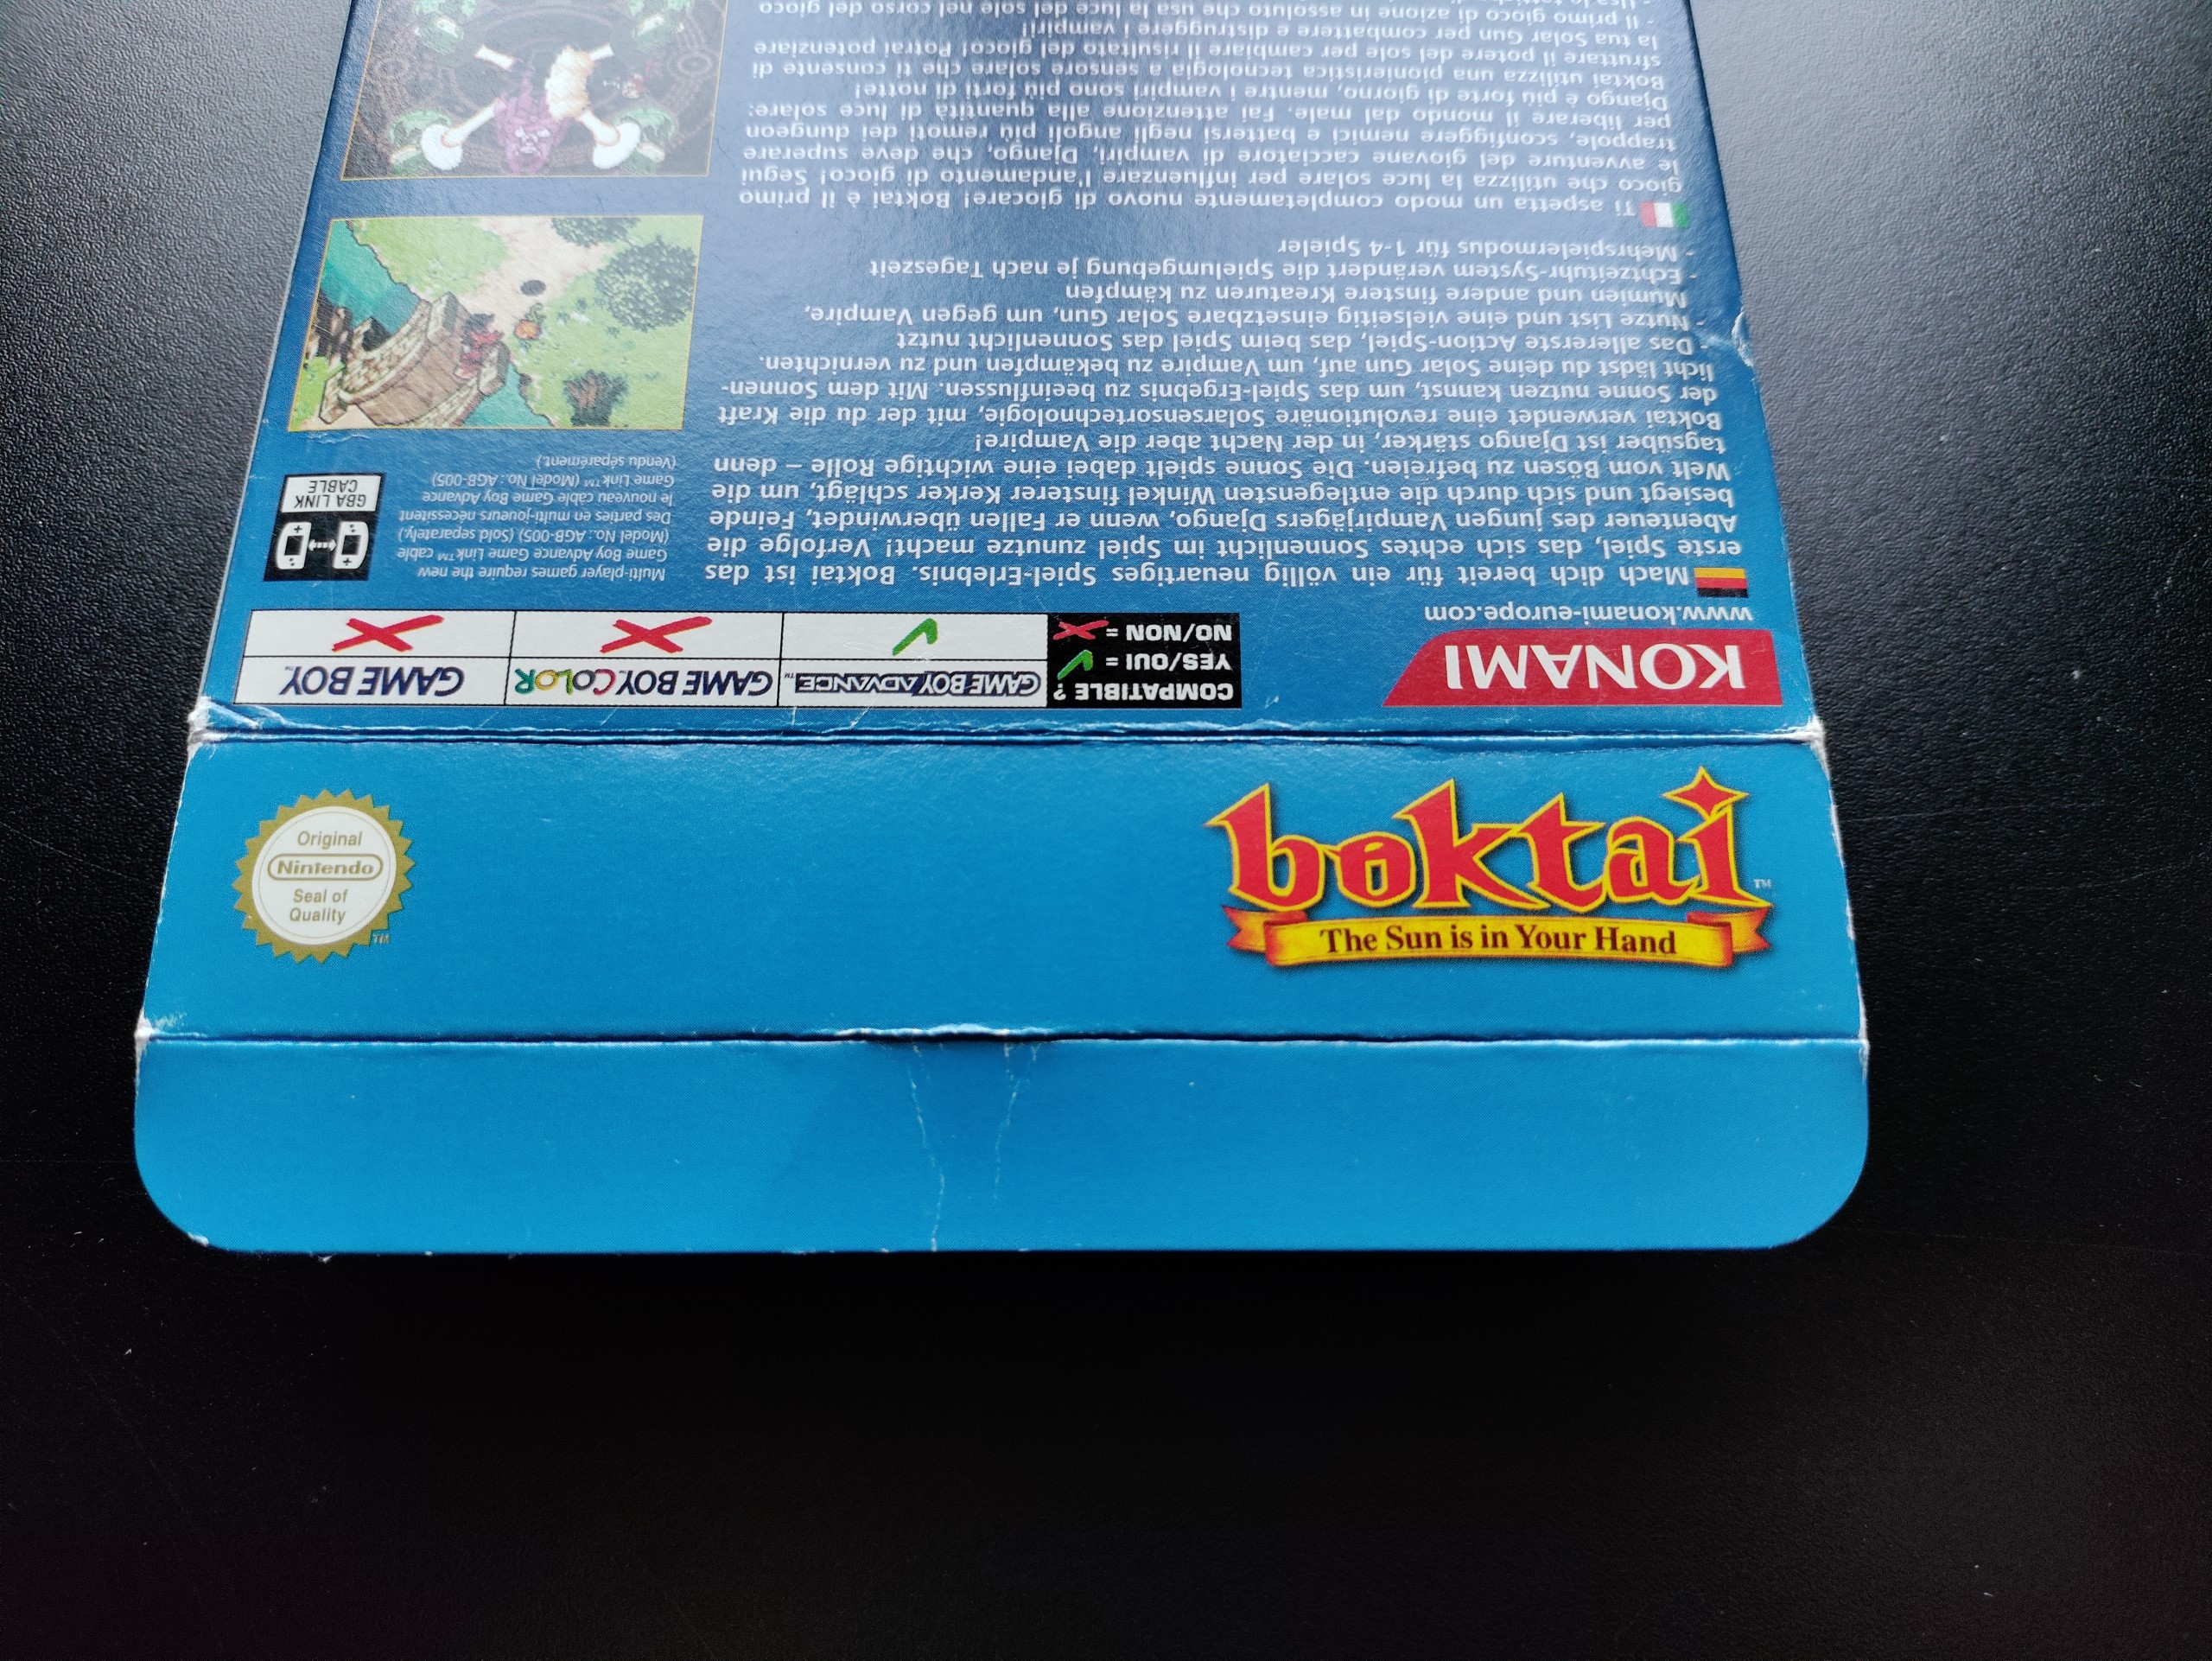 boktai™
The Sun is in Your Hand
Original
Nintendo
Seal of
Quality
TM
KONAMI
www.konami-europe.com
COMPATIBLE ?
YES/OUI =
NO/NON =
GAME BOY ADVANCE™
GAME BOY COLOR
GAME BOY™
Mach dich bereit für ein völlig neuartiges Spiel-Erlebnis. Boktai ist das
erste Spiel, das sich echtes Sonnenlicht im Spiel zunutze macht! Verfolge die
Abenteuer des jungen Vampirjägers Django, wenn er Fallen überwindet, Feinde
besiegt und sich durch die entlegensten Winkel finsterer Kerker schlägt, um die
Welt vom Bösen zu befreien. Die Sonne spielt dabei eine wichtige Rolle – denn
tagsüber ist Django stärker, in der Nacht aber die Vampire!
Boktai verwendet eine revolutionäre Solarsensortechnologie, mit der du die Kraft
der Sonne nutzen kannst, um das Spiel-Ergebnis zu beeinflussen. Mit dem Sonnen-
licht lädst du deine Solar Gun auf, um Vampire zu bekämpfen und zu vernichten.
- Das allererste Action-Spiel, das beim Spiel das Sonnenlicht nutzt
- Nutze List und eine vielseitig einsetzbare Solar Gun, um gegen Vampire,
Mumien und andere finstere Kreaturen zu kämpfen
- Echtzeituhr-System verändert die Spielumgebung je nach Tageszeit
- Mehrspielermodus für 1-4 Spieler
Ti aspetta un modo completamente nuovo di giocare! Boktai è il primo
gioco che utilizza la luce solare per influenzare l'andamento di gioco! Segui
le avventure del giovane cacciatore di vampiri, Django, che deve superare
trappole, sconfiggere nemici e battersi negli angoli più remoti dei dungeon
per liberare il mondo dal male. Fai attenzione alla quantità di luce solare:
Django è più forte di giorno, mentre i vampiri sono più forti di notte!
Boktai utilizza una pionieristica tecnologia a sensore solare che ti consente di
sfruttare il potere del sole per cambiare il risultato del gioco! Potrai potenziare
la tua Solar Gun per combattere e distruggere i vampiri!
- Il primo gioco di azione in assoluto che usa la luce del sole nel corso del gioco
Multi-player games require the new
Game Boy Advance Game Link™ cable
(Model No.: AGB-005) (Sold separately.)
Des parties en multi-joueurs nécessitent
le nouveau cable Game Boy Advance
Game Link™ (Model No.: AGB-005)
(Vendu séparément.)
GBA LINK
CABLE